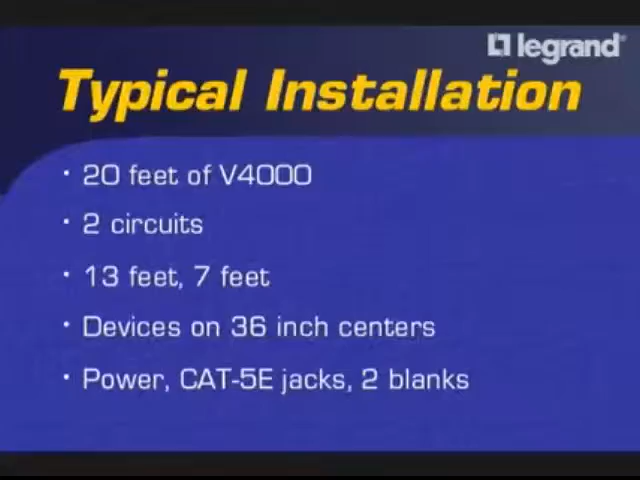 legrand®
Typical Installation
• 20 feet of V4000
• 2 circuits
• 13 feet, 7 feet
• Devices on 36 inch centers
• Power, CAT-5E jacks, 2 blanks